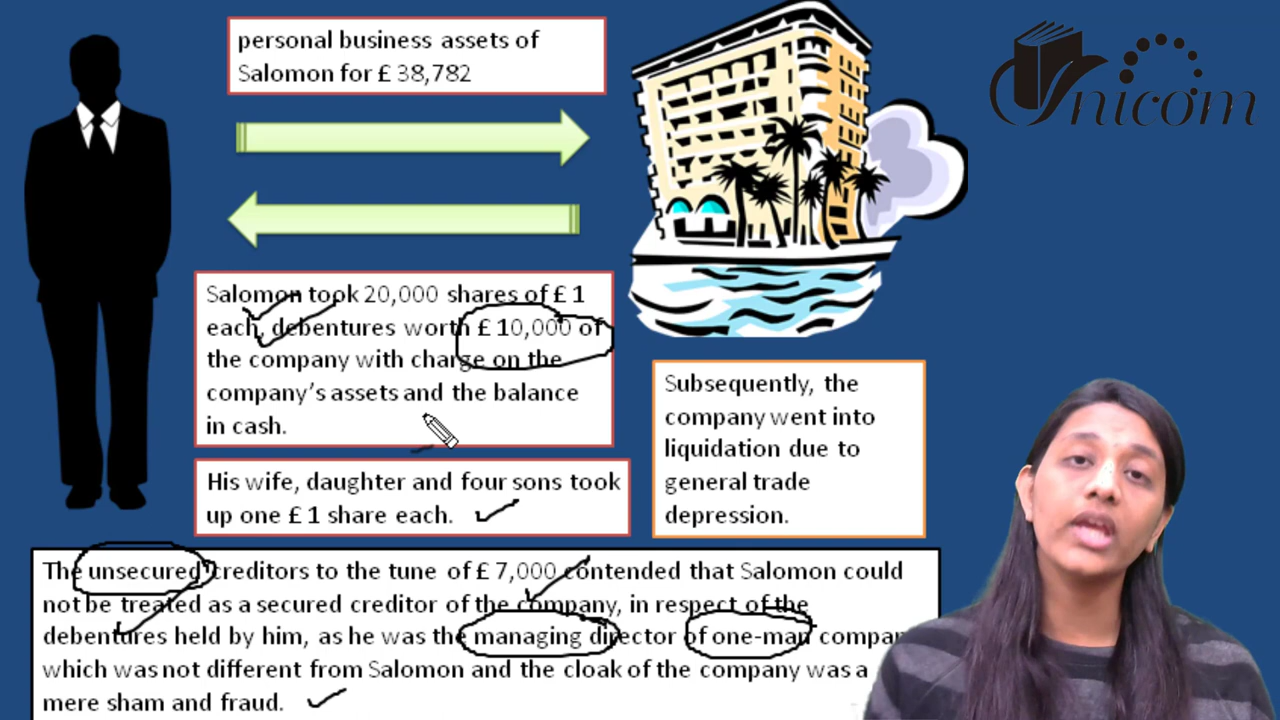 personal business assets of
Salomon for £ 38,782
Unicom
Salomon took 20,000 shares of £ 1
each, debentures worth £ 10,000 of
the company with charge on the
company's assets and the balance
in cash.
Subsequently, the
company went into
liquidation due to
general trade
depression.
His wife, daughter and four sons took
up one £ 1 share each.
The unsecured creditors to the tune of £ 7,000 contended that Salomon could
not be treated as a secured creditor of the company, in respect of the
debentures held by him, as he was the managing director of one-man
which was not different from Salomon and the cloak of the company was a
mere sham and fraud.